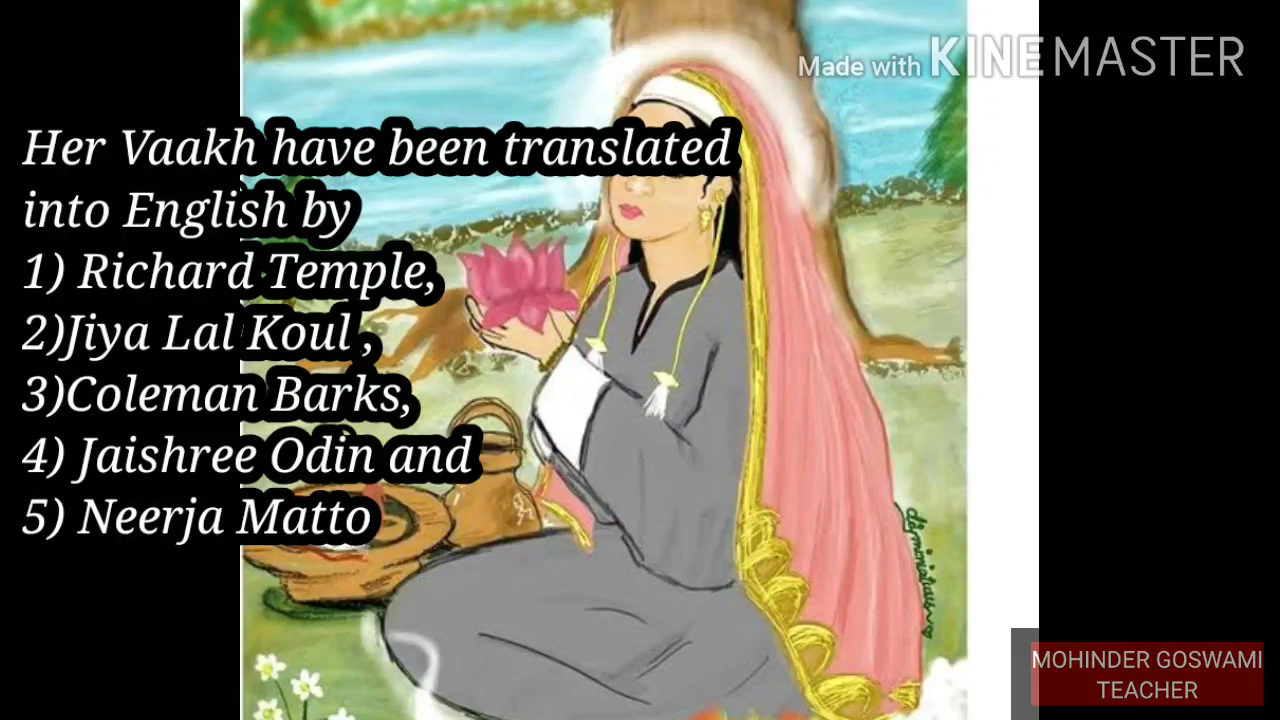 Made with KINEMASTER
Her Vaakh have been translated
into English by
1) Richard Temple,
2)Jiya Lal Koul ,
3)Coleman Barks,
4) Jaishree Odin and
5) Neerja Matto
MOHINDER GOSWAMI
TEACHER